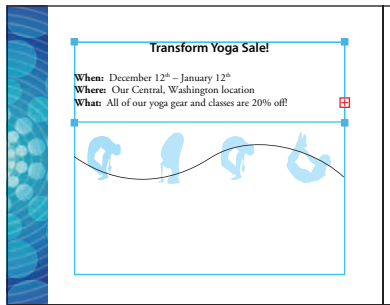 Transform Yoga Sale!
When: December 12th – January 12th
Where: Our Central, Washington location
What: All of our yoga gear and classes are 20% off!